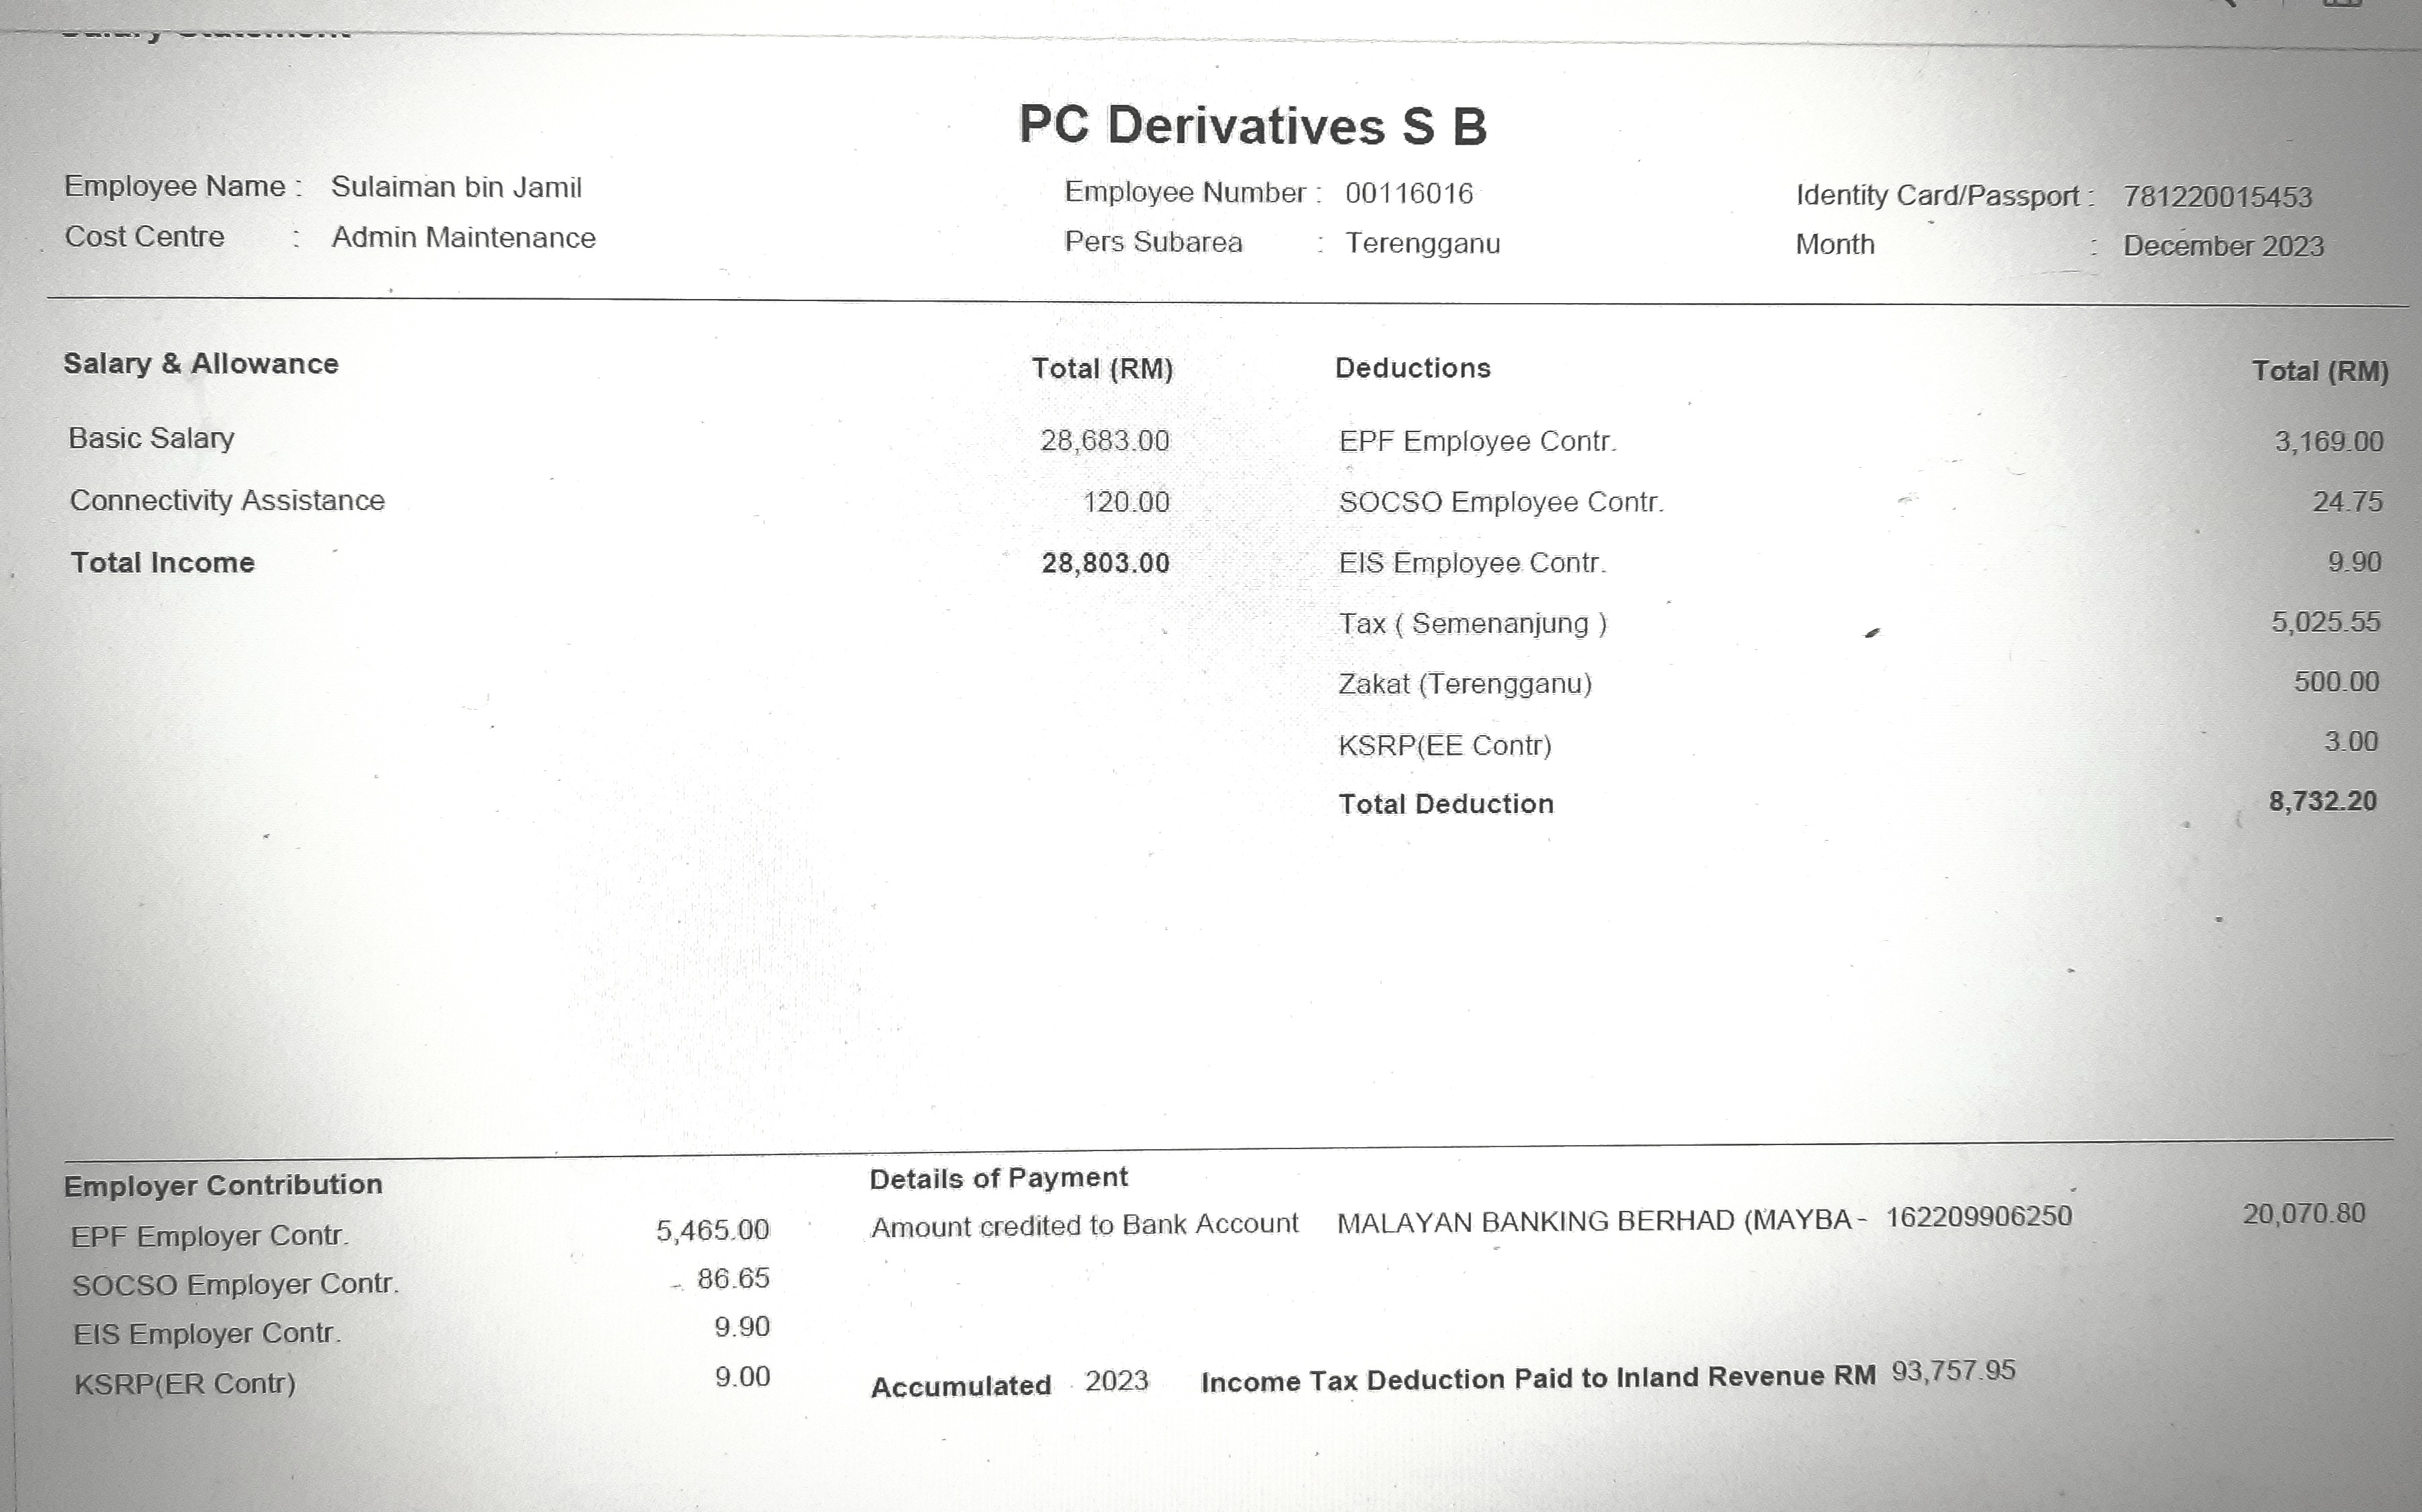 PC Derivatives S B
Employee Name : Sulaiman bin Jamil
Employee Number : 00116016
Identity Card/Passport : 781220015453
Cost Centre : Admin Maintenance
Pers Subarea : Terengganu
Month : December 2023
Salary & Allowance Total (RM)
Basic Salary 28,683.00
Connectivity Assistance 120.00
Total Income 28,803.00
Deductions Total (RM)
EPF Employee Contr. 3,169.00
SOCSO Employee Contr. 24.75
EIS Employee Contr. 9.90
Tax ( Semenanjung ) 5,025.55
Zakat (Terengganu) 500.00
KSRP(EE Contr) 3.00
Total Deduction 8,732.20
Employer Contribution
EPF Employer Contr. 5,465.00
SOCSO Employer Contr. 86.65
EIS Employer Contr. 9.90
KSRP(ER Contr) 9.00
Details of Payment
Amount credited to Bank Account MALAYAN BANKING BERHAD (MAYBA - 162209906250 20,070.80
Accumulated 2023 Income Tax Deduction Paid to Inland Revenue RM 93,757.95